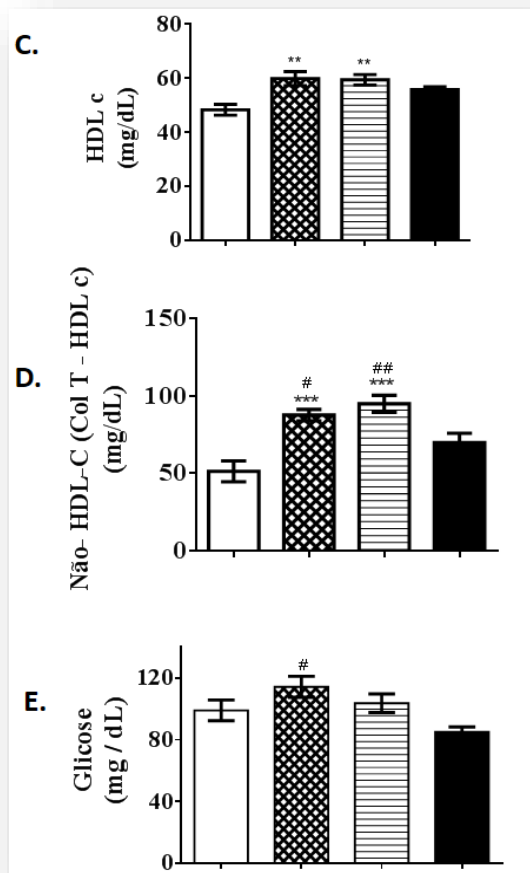 C.
HDL c
(mg/dL)
80
60
40
20
0
**
**
D.
Não- HDL-C (Col T - HDL c)
(mg/dL)
150
100
50
0
#
***
##
***
E.
Glicose
(mg / dL)
120
80
40
0
#